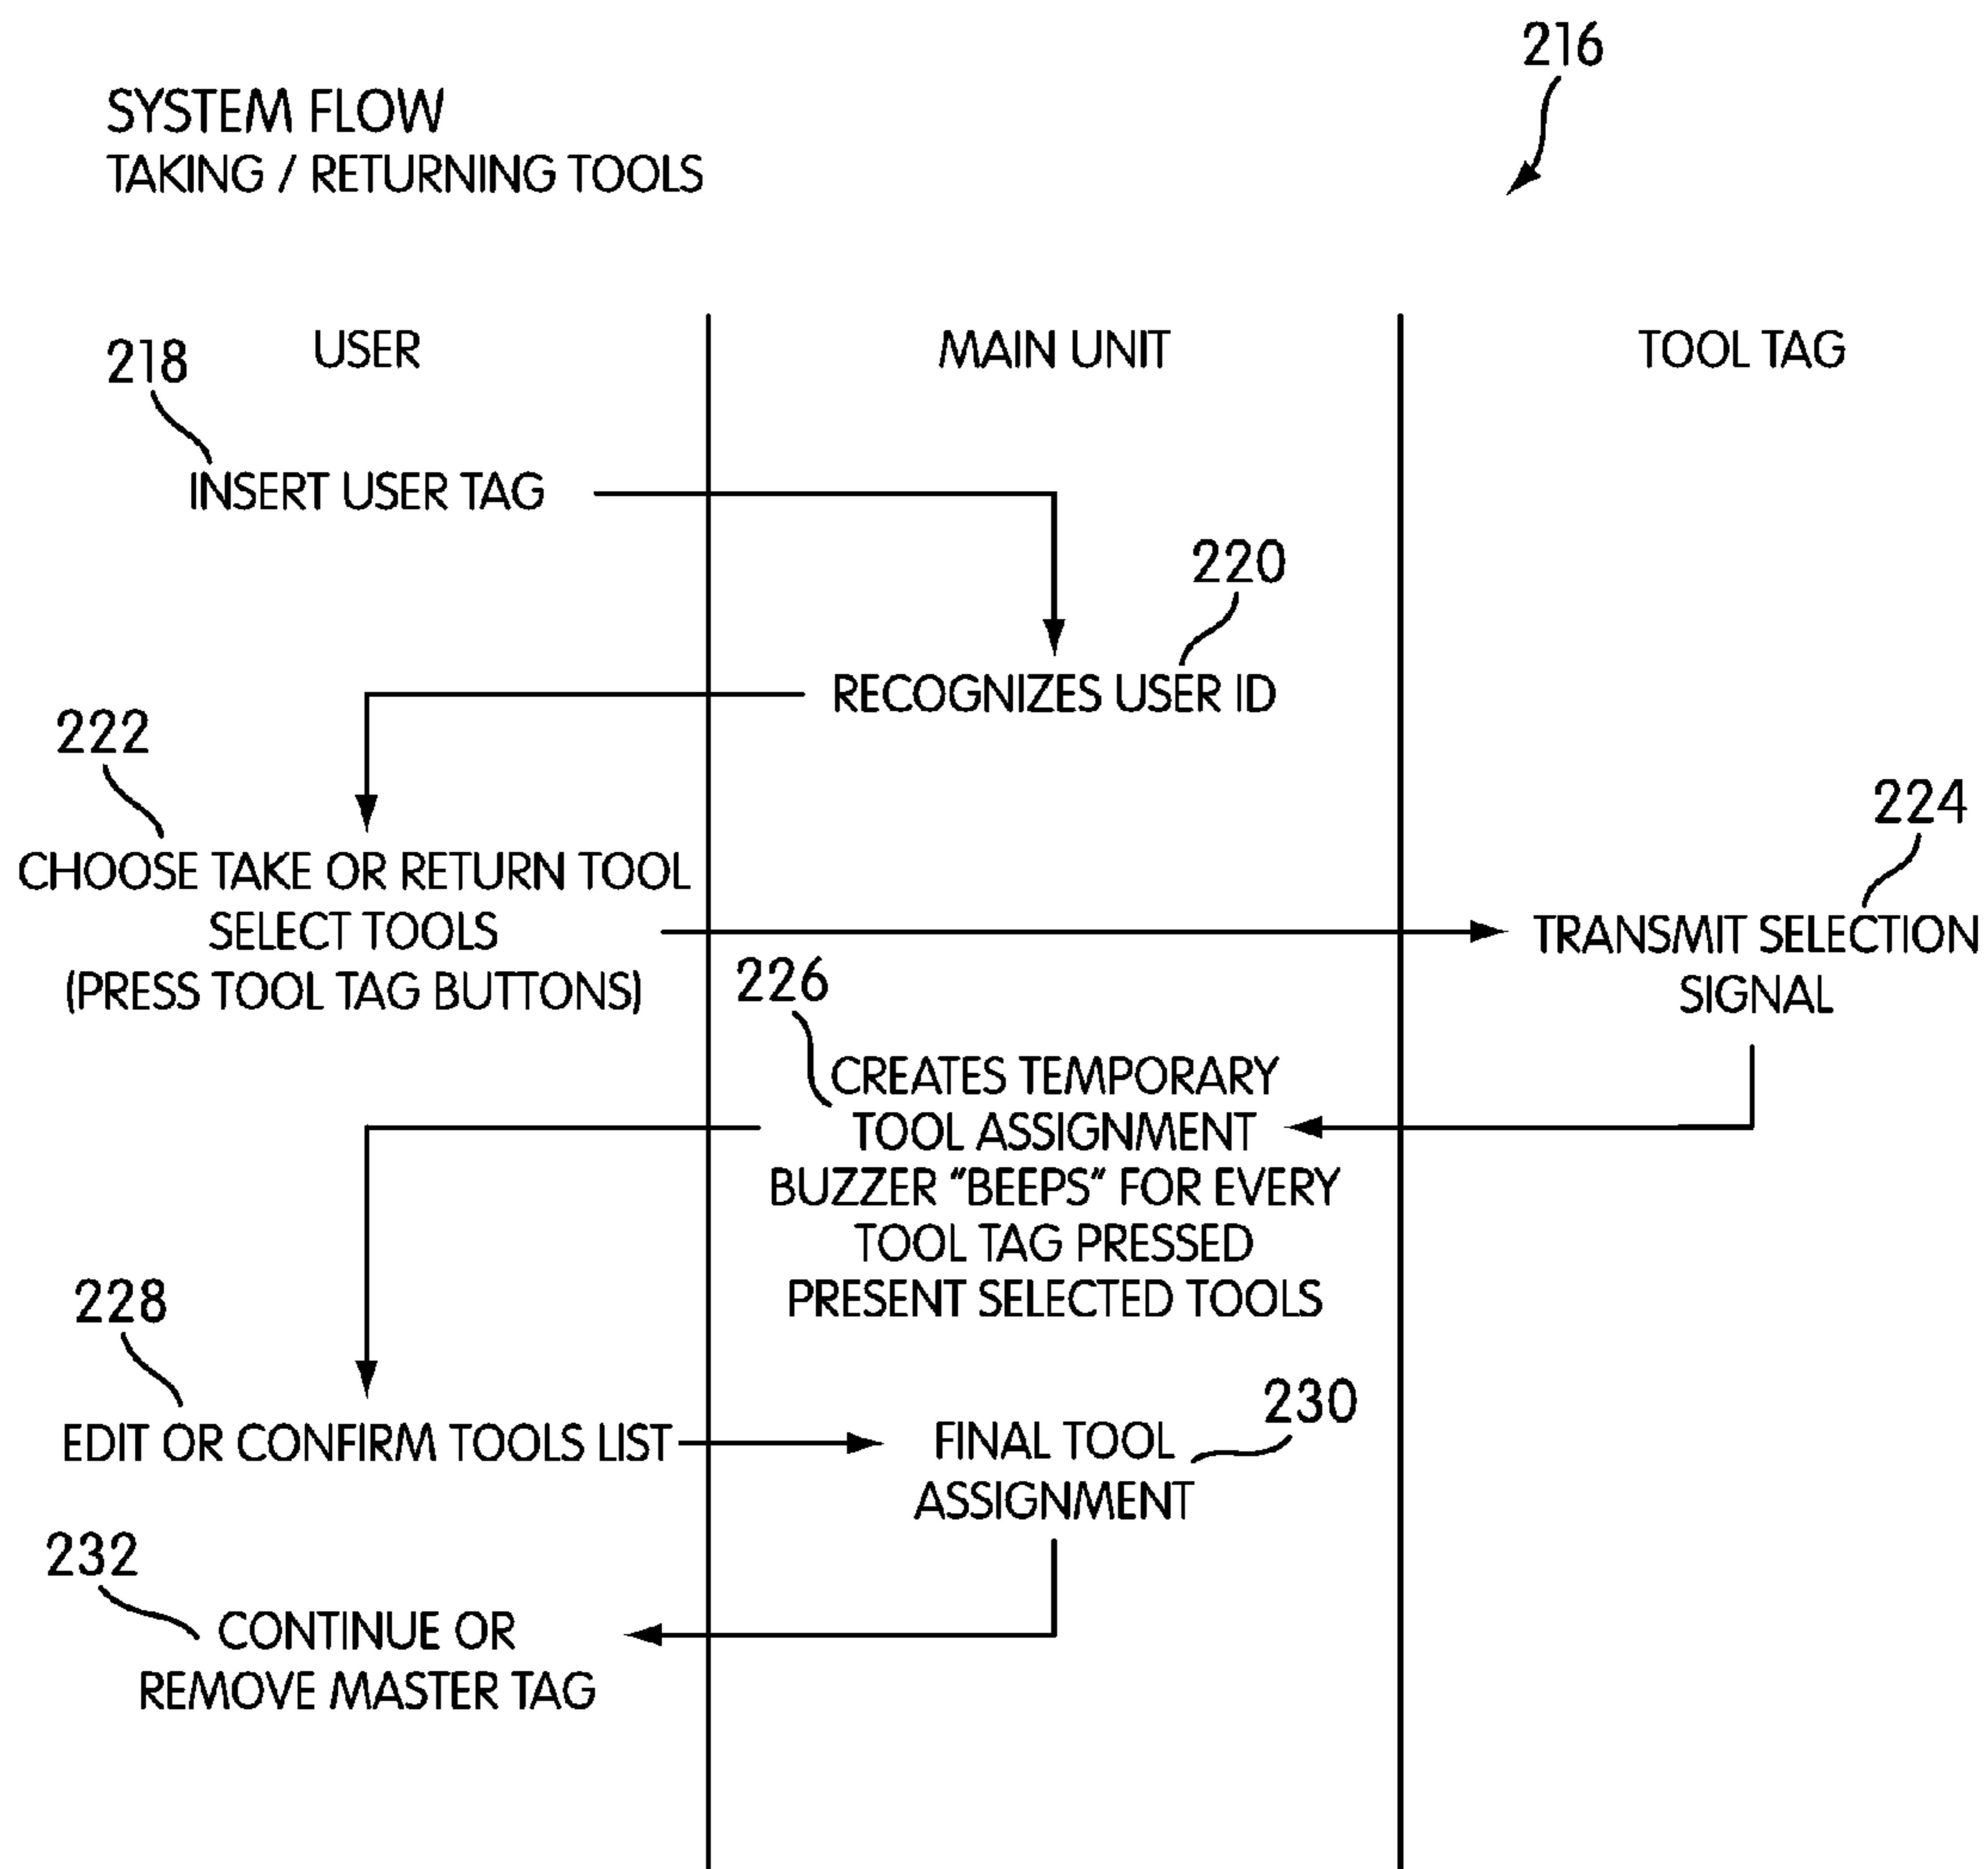 216
SYSTEM FLOW
TAKING / RETURNING TOOLS
USER
MAIN UNIT
TOOL TAG
218
INSERT USER TAG
220
RECOGNIZES USER ID
222
CHOOSE TAKE OR RETURN TOOL
SELECT TOOLS
(PRESS TOOL TAG BUTTONS)
224
TRANSMIT SELECTION
SIGNAL
226
CREATES TEMPORARY
TOOL ASSIGNMENT
BUZZER "BEEPS" FOR EVERY
TOOL TAG PRESSED
PRESENT SELECTED TOOLS
228
EDIT OR CONFIRM TOOLS LIST
230
FINAL TOOL
ASSIGNMENT
232
CONTINUE OR
REMOVE MASTER TAG